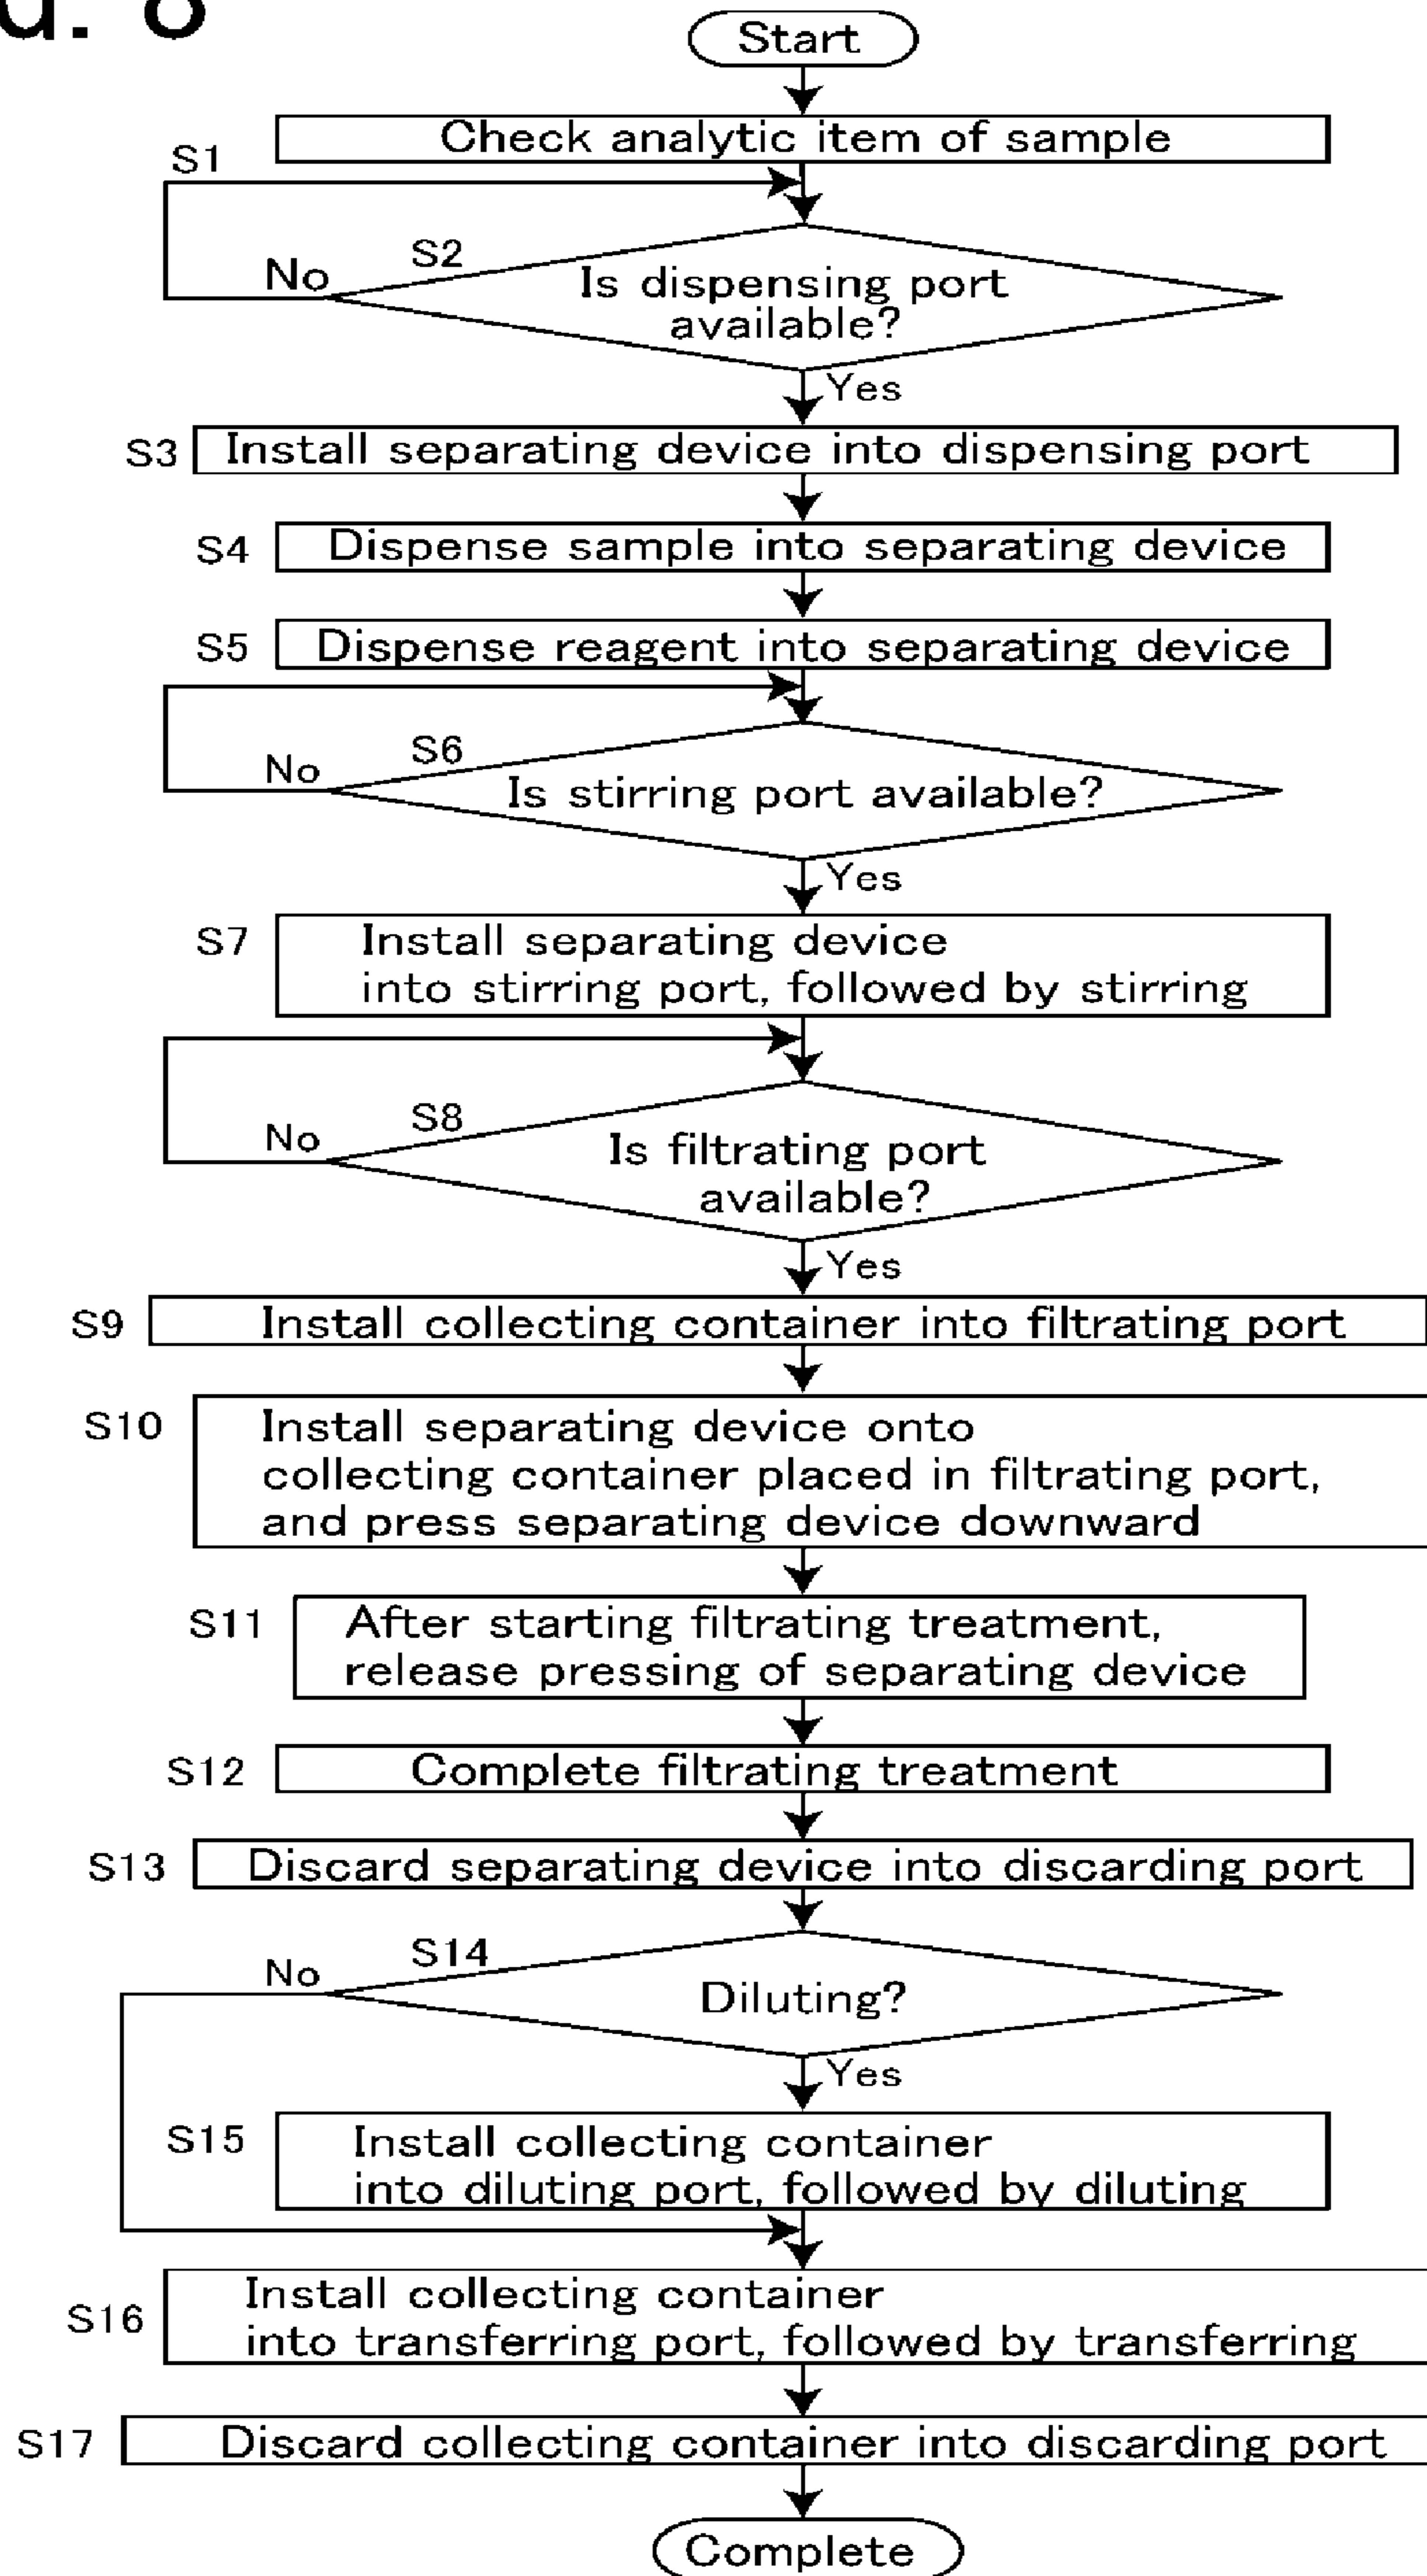 8
Start
Check analytic item of sample
S1
S2
No
Is dispensing port
available?
Yes
S3
Install separating device into dispensing port
S4
Dispense sample into separating device
S5
Dispense reagent into separating device
S6
No
Is stirring port available?
Yes
S7
Install separating device
into stirring port, followed by stirring
S8
No
Is filtrating port
available?
Yes
S9
Install collecting container into filtrating port
S10
Install separating device onto
collecting container placed in filtrating port,
and press separating device downward
S11
After starting filtrating treatment,
release pressing of separating device
S12
Complete filtrating treatment
S13
Discard separating device into discarding port
S14
No
Diluting?
Yes
S15
Install collecting container
into diluting port, followed by diluting
S16
Install collecting container
into transferring port, followed by transferring
S17
Discard collecting container into discarding port
Complete